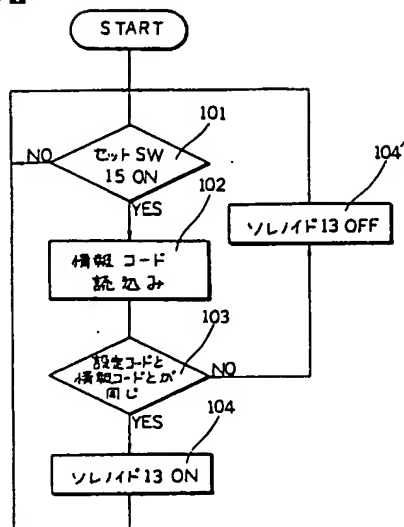 START
101
セットSW
15 ON
NO
YES
102
104'
ソレノイド13 OFF
情報 コード
読込み
103
設定コードと
情報コードとが
同じ
NO
YES
104
ソレノイド13 ON